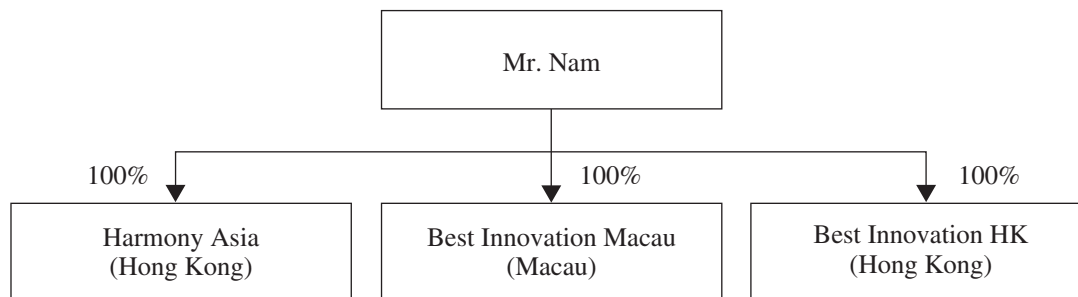 Mr. Nam
100%
100%
100%
Harmony Asia
(Hong Kong)
Best Innovation Macau
(Macau)
Best Innovation HK
(Hong Kong)